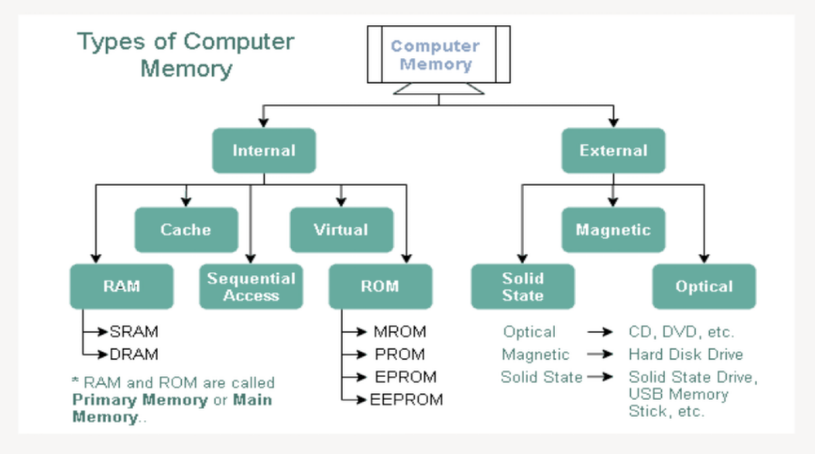 Types of Computer
Memory
Computer
Memory
Internal
External
Cache
Virtual
Magnetic
RAM
Sequential
Access
ROM
Solid
State
Optical
SRAM
DRAM
MROM
PROM
EPROM
EEPROM
* RAM and ROM are called
Primary Memory or Main
Memory..
Optical CD, DVD, etc.
Magnetic Hard Disk Drive
Solid State Solid State Drive,
USB Memory
Stick, etc.